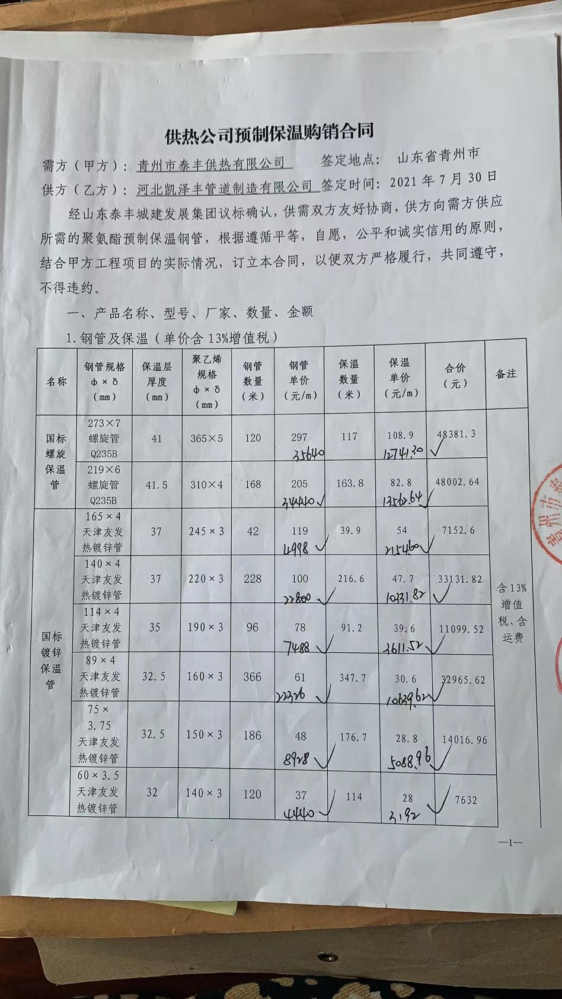 供热公司预制保温购销合同
需方（甲方）：青州市泰丰供热有限公司 签定地点： 山东省青州市
供方（乙方）：河北凯泽丰管道制造有限公司 签定时间：2021年7月30日
经山东泰丰城建发展集团议标确认，供需双方友好协商，供方向需方供应
所需的聚氨酯预制保温钢管，根据遵循平等，自愿，公平和诚实信用的原则，
结合甲方工程项目的实际情况，订立本合同，以便双方严格履行，共同遵守，
不得违约。
一、产品名称、型号、厂家、数量、金额
1.钢管及保温（单价含13%增值税）
名称 钢管规格 φ×δ （mm） 保温层厚度（mm） 聚乙烯规格 φ×δ （mm） 钢管数量（米） 钢管单价（元/m） 保温数量（米） 保温单价（元/m） 合价（元） 备注
国标螺旋保温管
273×7 螺旋管 Q235B 41 365×5 120 297 117 108.9 48381.3
35640 12741.30
219×6 螺旋管 Q235B 41.5 310×4 168 205 163.8 82.8 48002.64
34440 13562.64
国标镀锌保温管
165×4 天津友发热镀锌管 37 245×3 42 119 39.9 54 7152.6
4998 2154.60
140×4 天津友发热镀锌管 37 220×3 228 100 216.6 47.7 33131.82
22800 10331.82
114×4 天津友发热镀锌管 35 190×3 96 78 91.2 39.6 11099.52
7488 3611.52
89×4 天津友发热镀锌管 32.5 160×3 366 61 347.7 30.6 32965.62
22326 10639.62
75×3.75 天津友发热镀锌管 32.5 150×3 186 48 176.7 28.8 14016.96
8928 5088.96
60×3.5 天津友发热镀锌管 32 140×3 120 37 114 28 7632
4440 3192
含13%增值税、含运费
—1—
州市